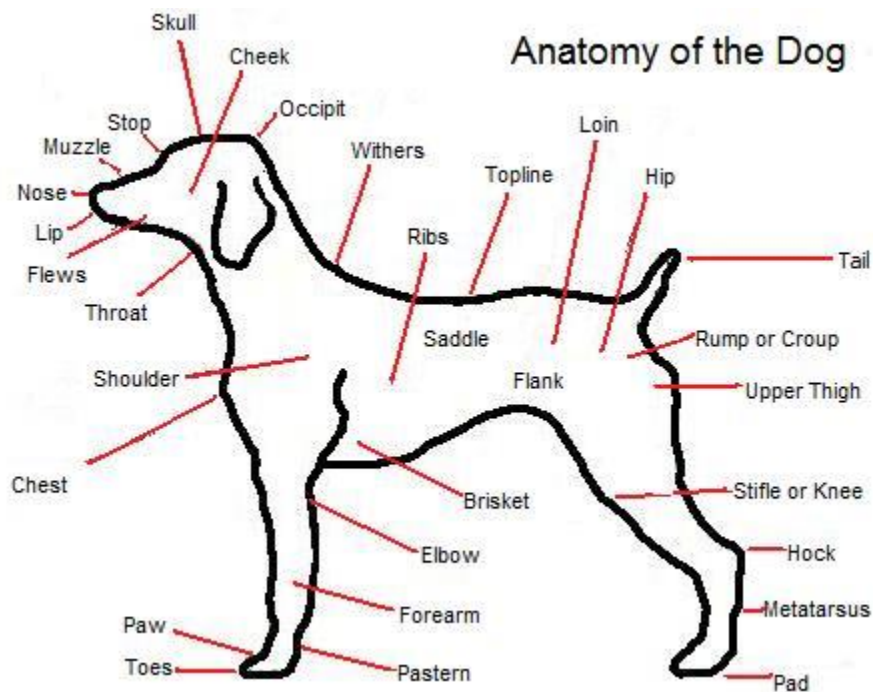 Anatomy of the Dog
Skull
Cheek
Stop
Occipit
Muzzle
Withers
Loin
Topline
Hip
Nose
Lip
Ribs
Flews
Tail
Throat
Saddle
Rump or Croup
Shoulder
Flank
Upper Thigh
Chest
Brisket
Stifle or Knee
Elbow
Hock
Forearm
Metatarsus
Paw
Toes
Pastern
Pad